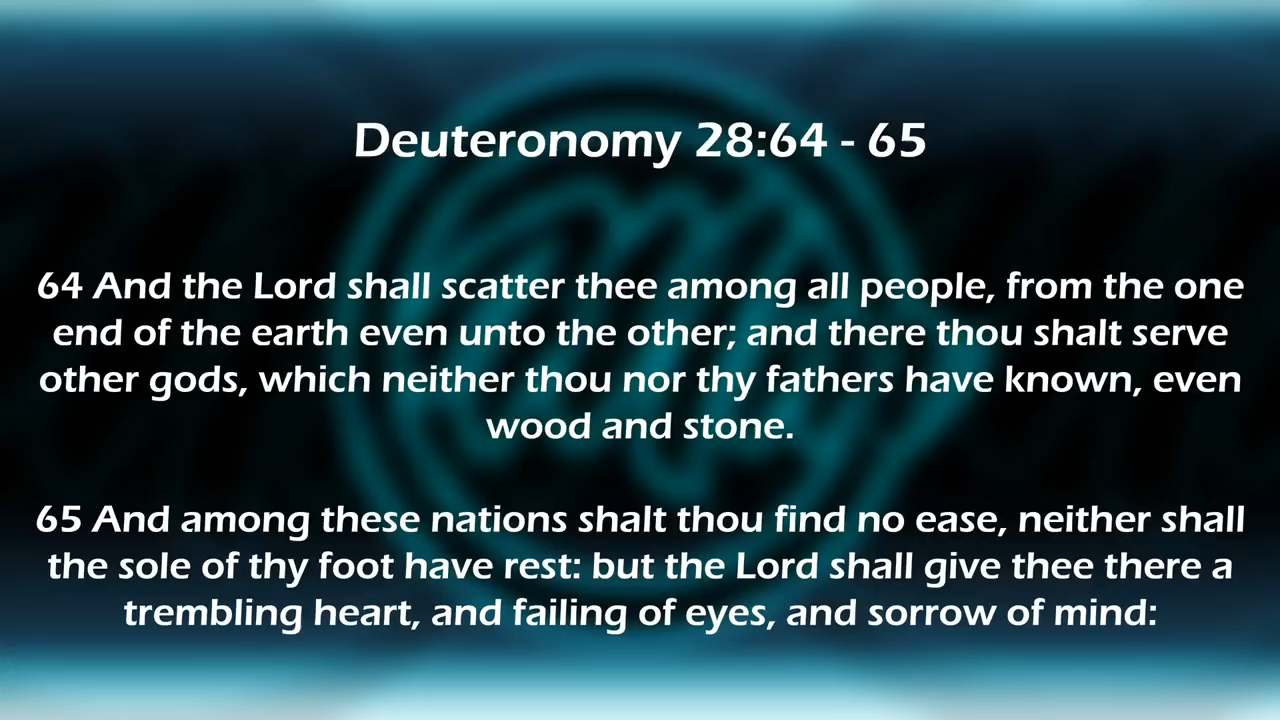 Deuteronomy 28:64 - 65
64 And the Lord shall scatter thee among all people, from the one
end of the earth even unto the other; and there thou shalt serve
other gods, which neither thou nor thy fathers have known, even
wood and stone.
65 And among these nations shalt thou find no ease, neither shall
the sole of thy foot have rest: but the Lord shall give thee there a
trembling heart, and failing of eyes, and sorrow of mind: